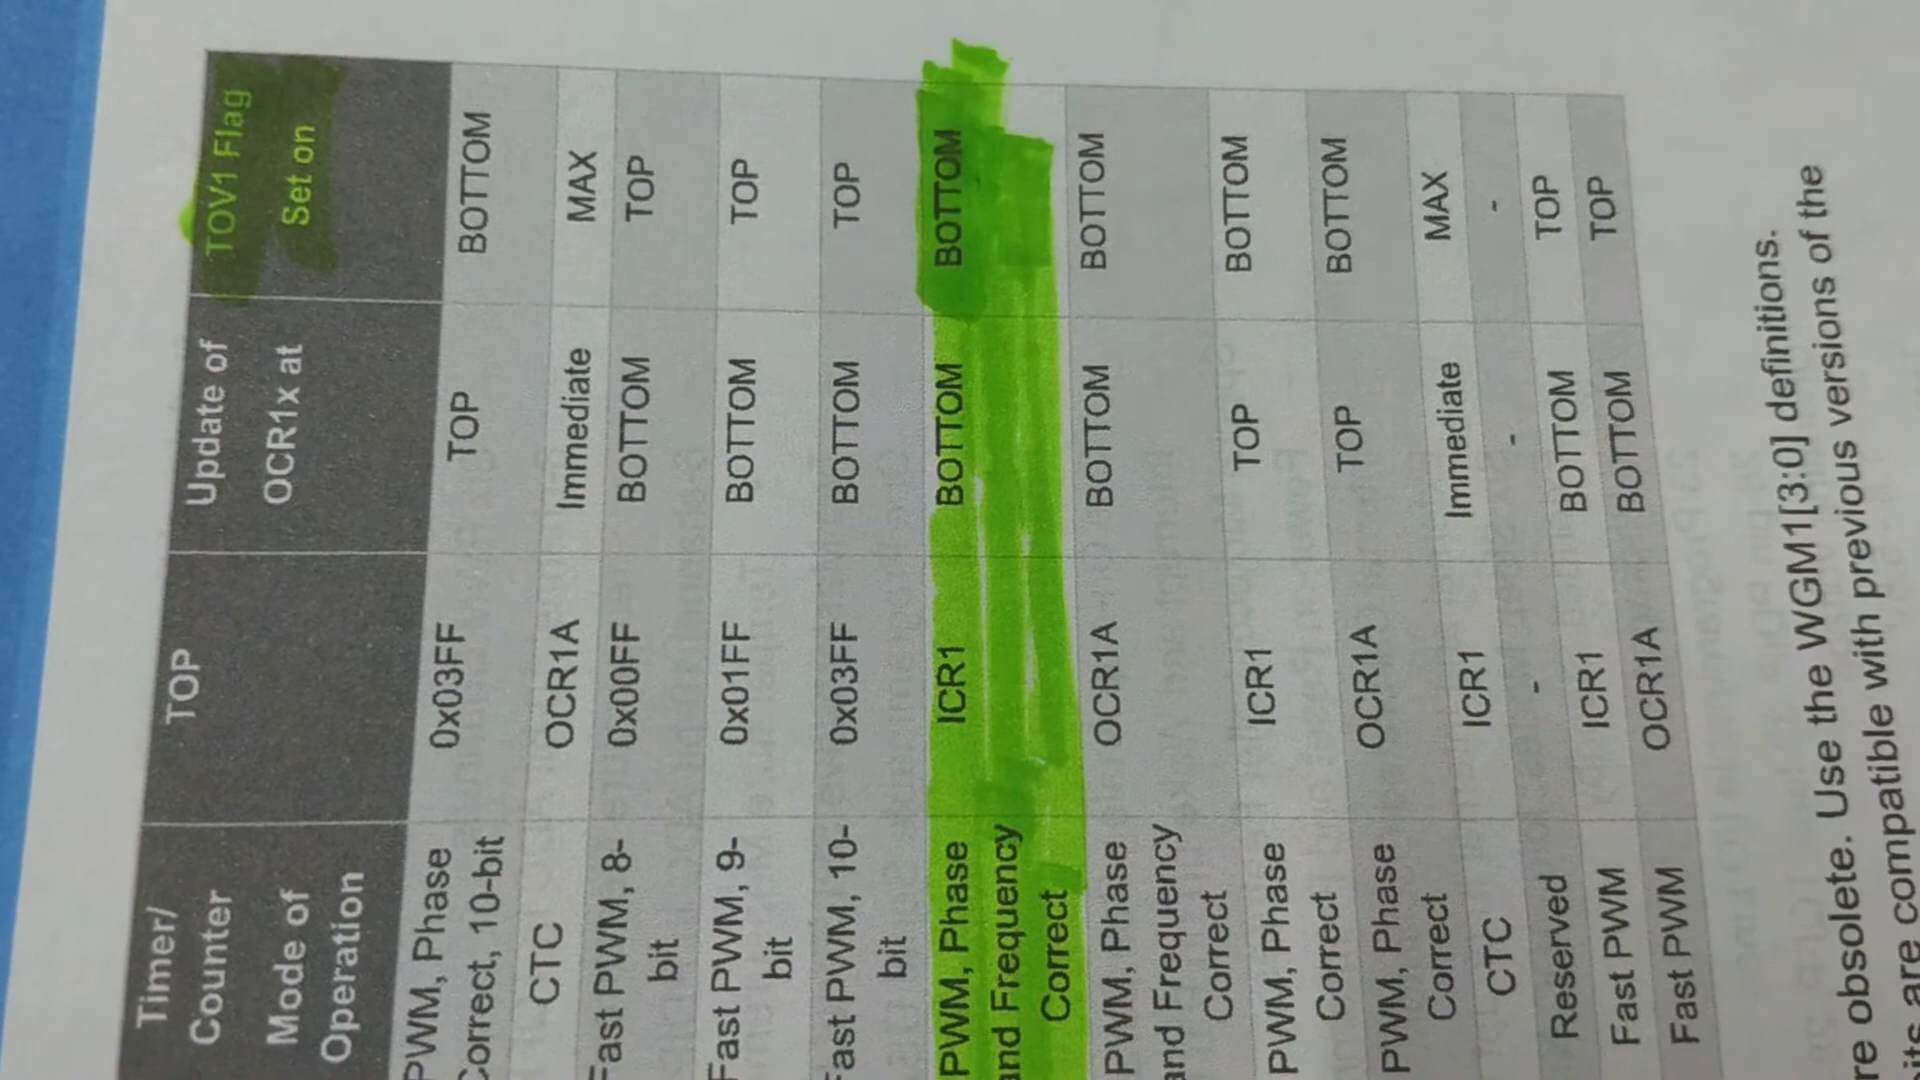 Timer/
Counter
Mode of
Operation
TOP
Update of
OCR1x at
TOV1 Flag
Set on
PWM, Phase
Correct, 10-bit
0x03FF
TOP
BOTTOM
CTC
OCR1A
Immediate
MAX
Fast PWM, 8-
bit
0x00FF
BOTTOM
TOP
Fast PWM, 9-
bit
0x01FF
BOTTOM
TOP
Fast PWM, 10-
bit
0x03FF
BOTTOM
TOP
PWM, Phase
and Frequency
Correct
ICR1
BOTTOM
BOTTOM
PWM, Phase
and Frequency
Correct
OCR1A
BOTTOM
BOTTOM
PWM, Phase
Correct
ICR1
TOP
BOTTOM
PWM, Phase
Correct
OCR1A
TOP
BOTTOM
CTC
ICR1
Immediate
MAX
Reserved
-
-
-
Fast PWM
ICR1
BOTTOM
TOP
Fast PWM
OCR1A
BOTTOM
TOP
re obsolete. Use the WGM1[3:0] definitions.
its are compatible with previous versions of the